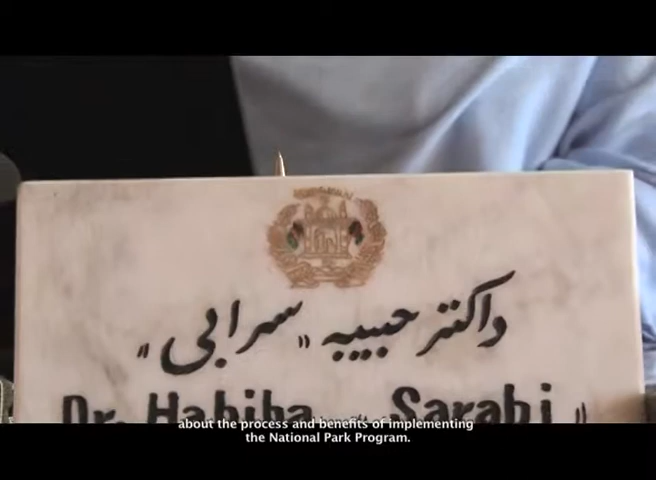 داکتر حبیبه «سرابی»
Dr. Habiba Sarabi "
about the process and benefits of implementing
the National Park Program.